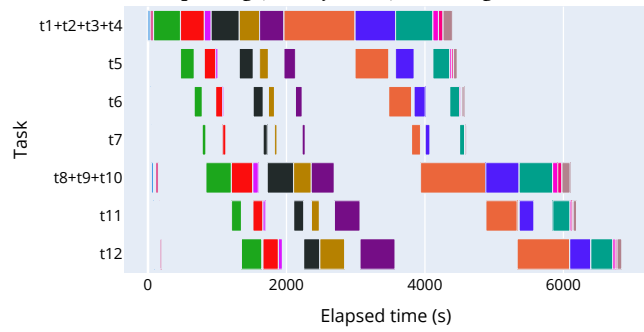 t1+t2+t3+t4
t5
t6
t7
t8+t9+t10
t11
t12
Task
0 2000 4000 6000
Elapsed time (s)